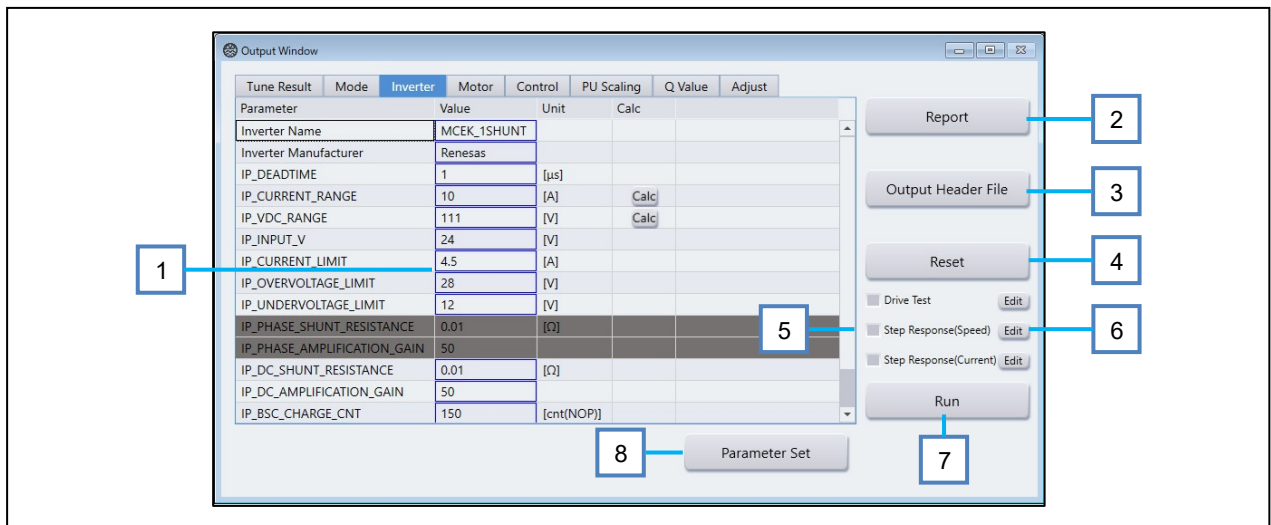 Output Window
Tune Result Mode Inverter Motor Control PU Scaling Q Value Adjust
Parameter Value Unit Calc
Inverter Name MCEK_1SHUNT
Inverter Manufacturer Renesas
IP_DEADTIME 1 [µs]
IP_CURRENT_RANGE 10 [A] Calc
IP_VDC_RANGE 111 [V] Calc
IP_INPUT_V 24 [V]
IP_CURRENT_LIMIT 4.5 [A]
IP_OVERVOLTAGE_LIMIT 28 [V]
IP_UNDERVOLTAGE_LIMIT 12 [V]
IP_PHASE_SHUNT_RESISTANCE 0.01 [Ω]
IP_PHASE_AMPLIFICATION_GAIN 50
IP_DC_SHUNT_RESISTANCE 0.01 [Ω]
IP_DC_AMPLIFICATION_GAIN 50
IP_BSC_CHARGE_CNT 150 [cnt(NOP)]
1
Report
2
Output Header File
3
Reset
4
Drive Test Edit
5
Step Response(Speed) Edit
6
Step Response(Current) Edit
Run
7
8
Parameter Set